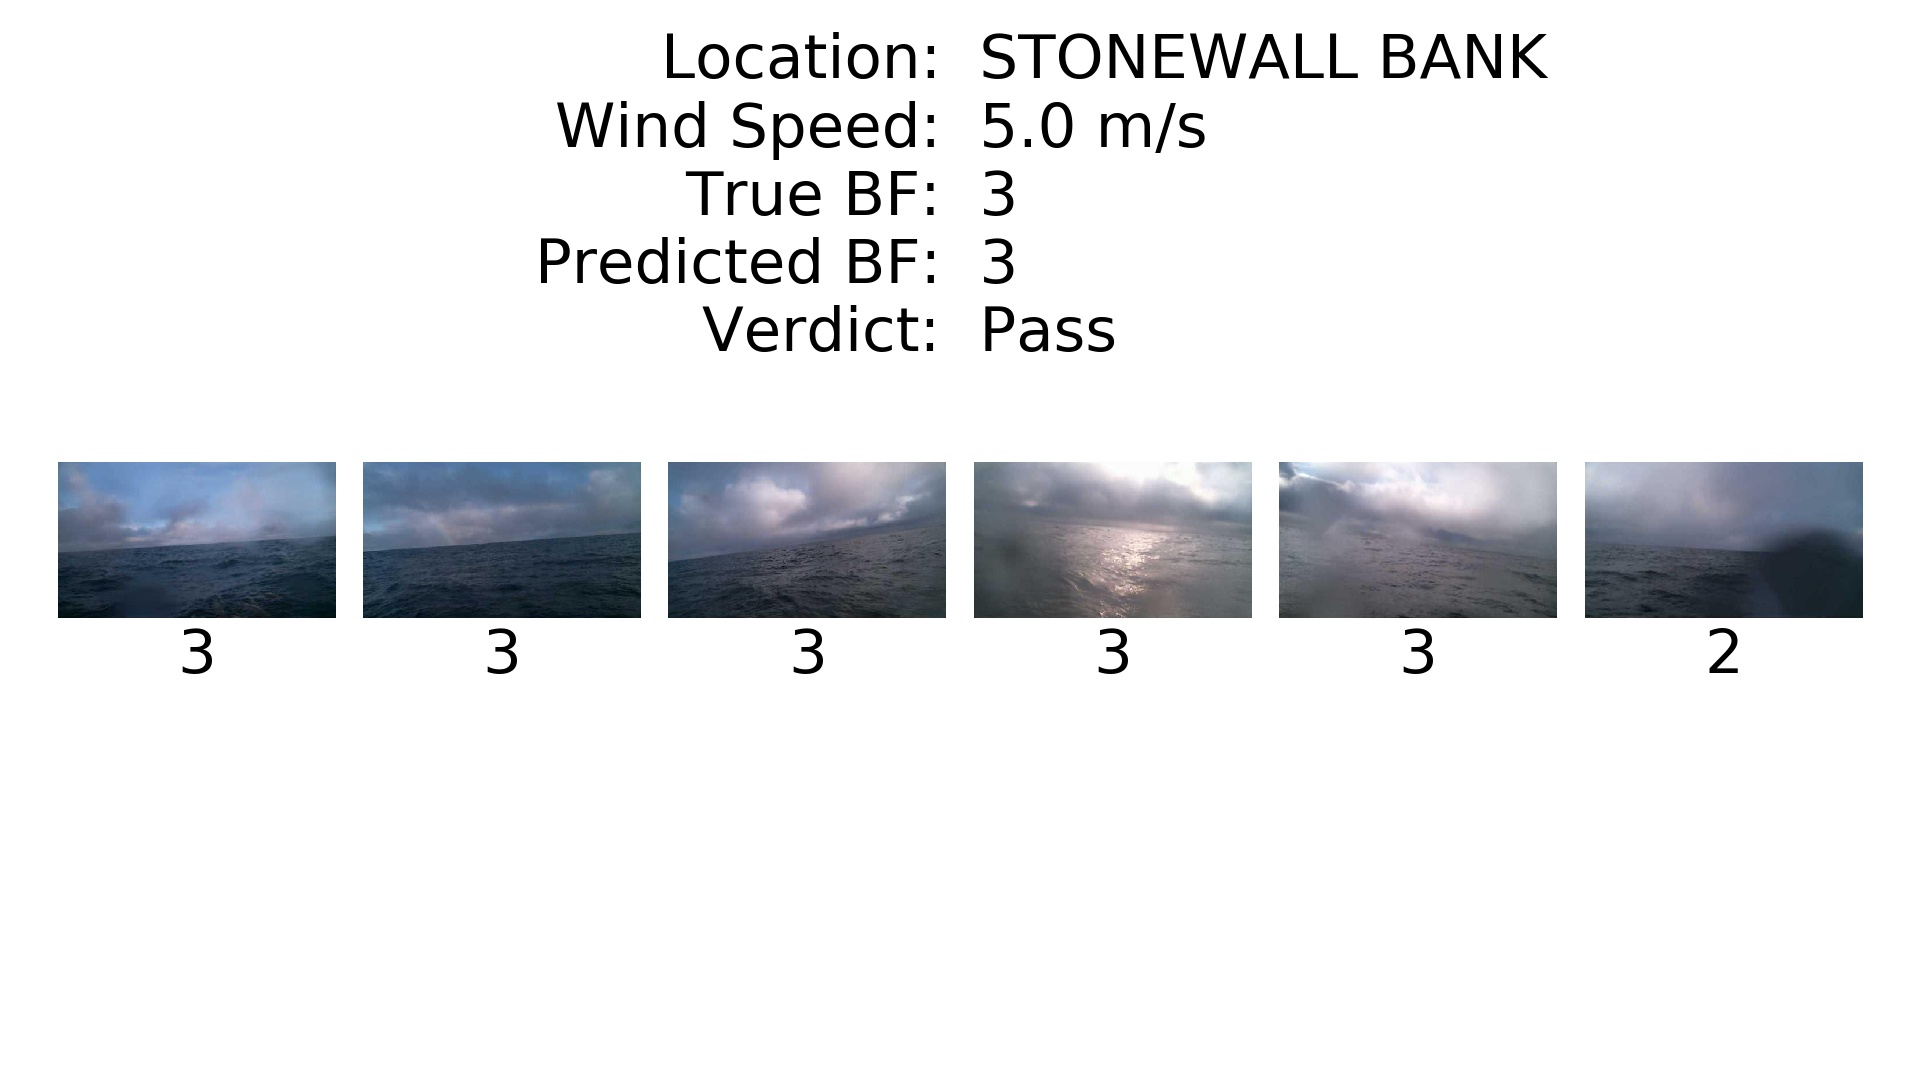 Location: STONEWALL BANK
Wind Speed: 5.0 m/s
True BF: 3
Predicted BF: 3
Verdict: Pass
3 3 3 3 3 2